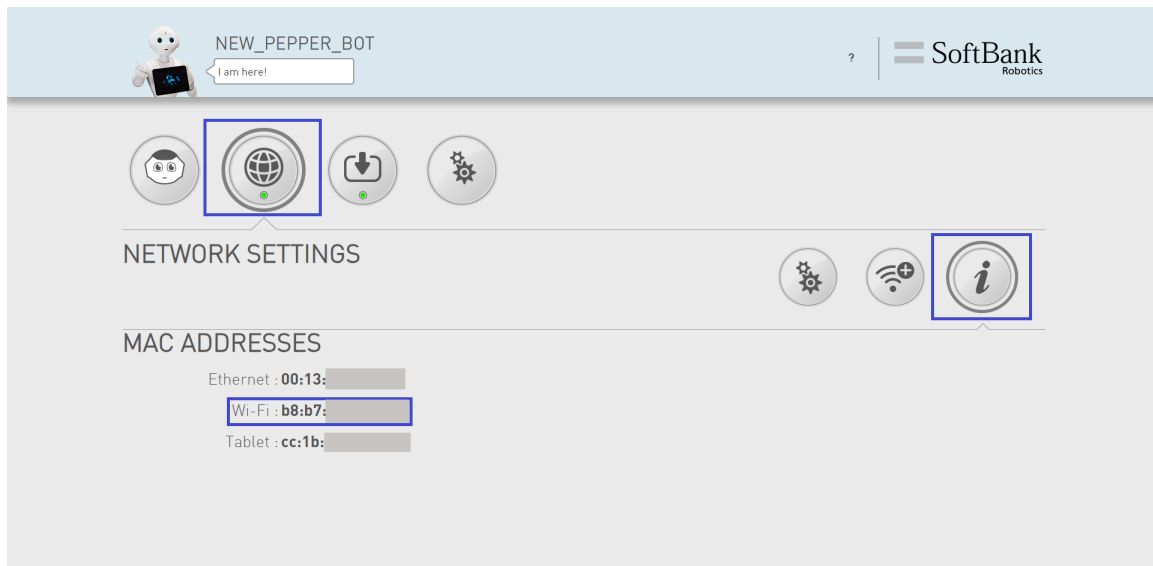 NEW_PEPPER_BOT
I am here!
?
SoftBank
Robotics
NETWORK SETTINGS
i
MAC ADDRESSES
Ethernet : 00:13:
Wi-Fi : b8:b7:
Tablet : cc:1b: